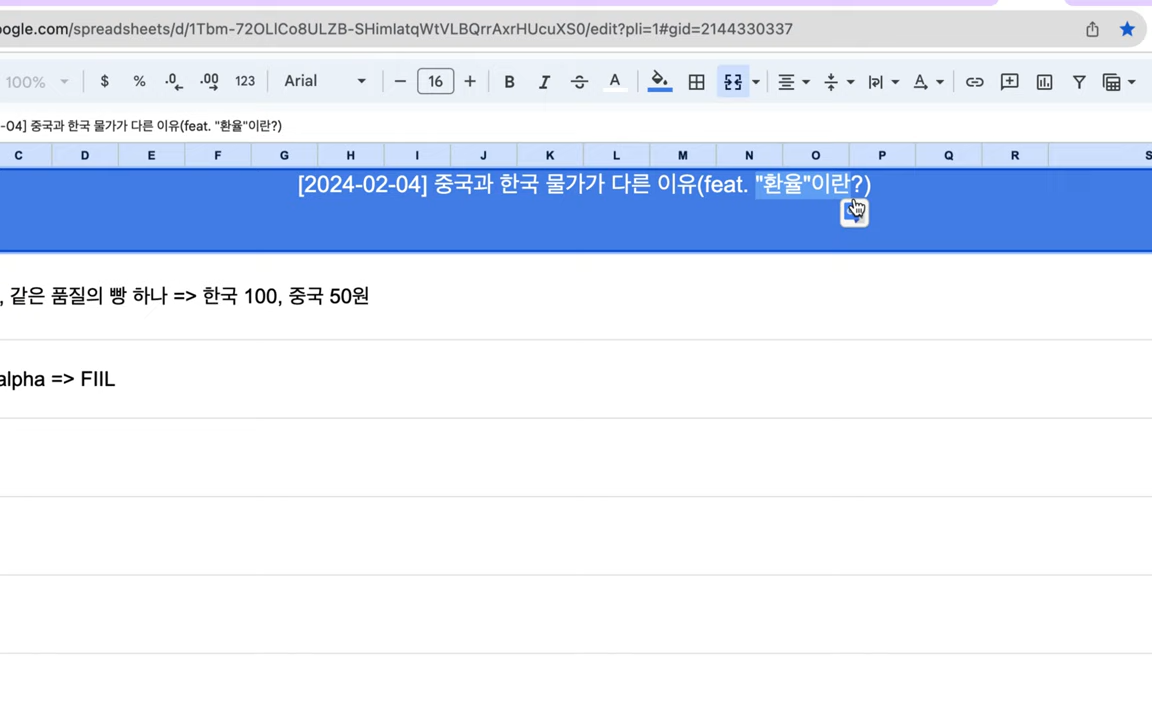 ogle.com/spreadsheets/d/1Tbm-72OLlCo8ULZB-SHimIatqWtVLBQrrAxrHUcuXS0/edit?pli=1#gid=2144330337
100% $ % .0 .00 123 Arial − 16 + B I A
-04] 중국과 한국 물가가 다른 이유(feat. "환율"이란?)
C D E F G H I J K L M N O P Q R S
[2024-02-04] 중국과 한국 물가가 다른 이유(feat. "환율"이란?)
, 같은 품질의 빵 하나 => 한국 100, 중국 50원
alpha => FIIL